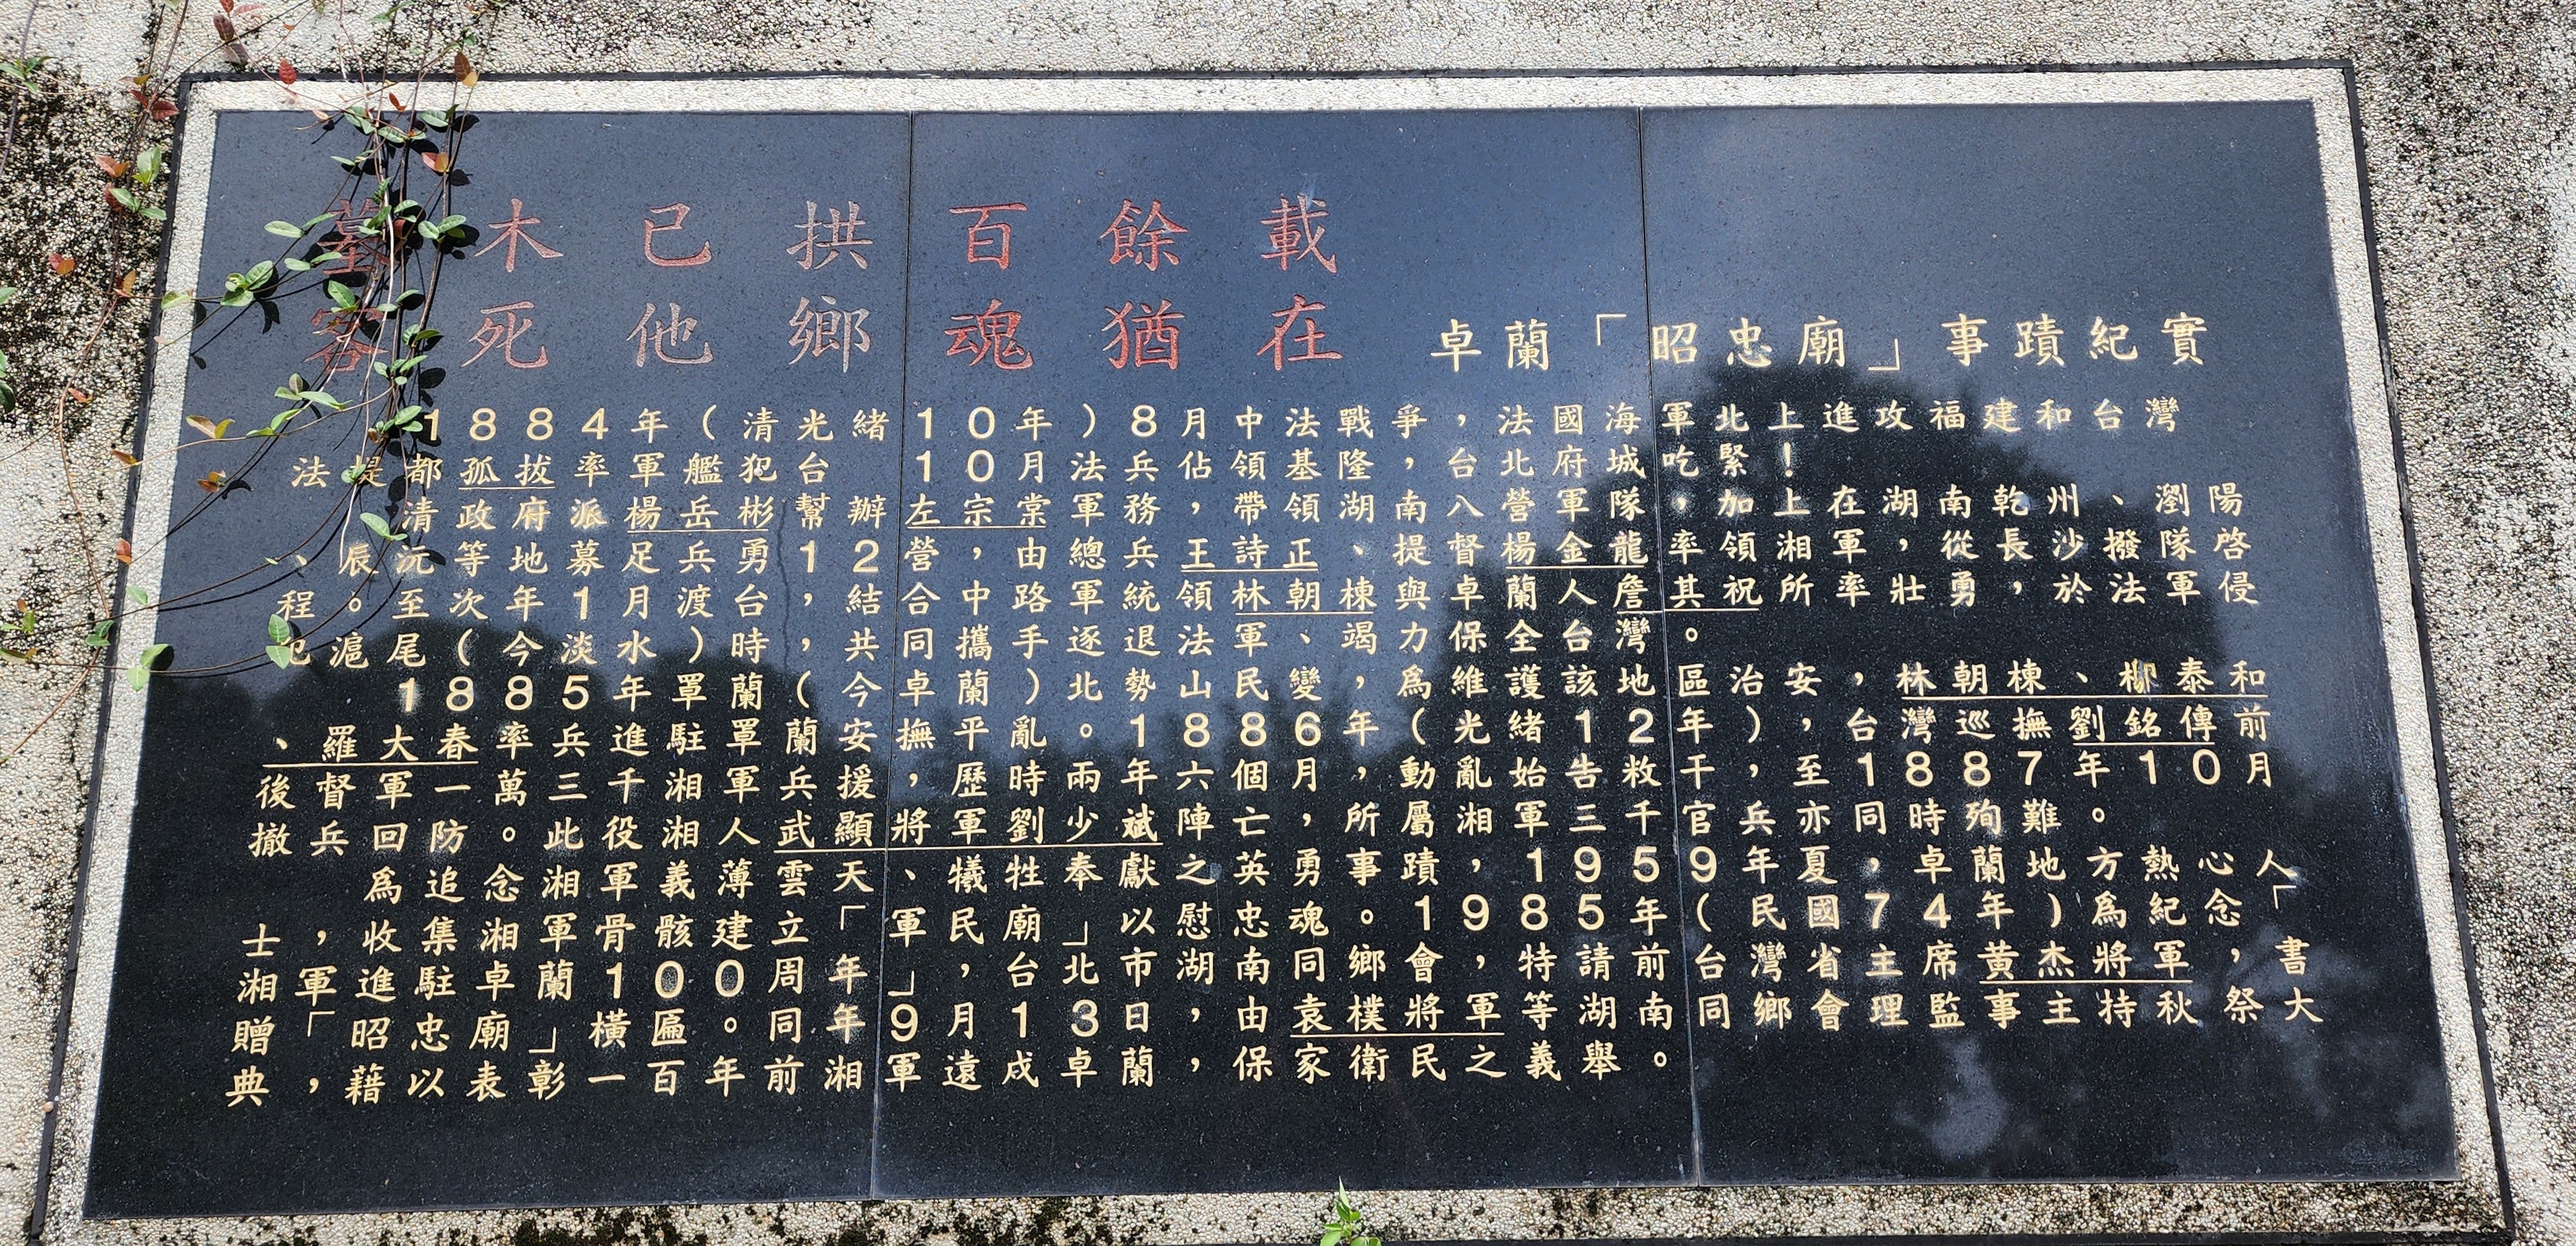 墓木已拱百餘載
客死他鄉魂猶在
卓蘭「昭忠廟」事蹟紀實
1884年(清光緒10年)8月中法戰爭,法國海軍北上進攻福建和台灣
法提都孤拔率軍艦犯台10月法兵佔領基隆,台北府城吃緊!
清政府派楊岳彬幫辦左宗棠軍務,帶領湖南八營軍隊,加上在湖南乾州、瀏陽
、辰沅等地募足兵勇12營,由總兵王詩正、提督楊金龍率領湘軍,從長沙撥隊啓
程。至次年1月渡台,結合中路軍統領林朝棟與卓蘭人詹其祝所率壯勇,於法軍侵
犯滬尾(今淡水)時,共同攜手逐退法軍、竭力保全台灣。
1885年罩蘭(今卓蘭)北勢山民變,為維護該地區治安,林朝棟、柳泰和
、羅大春率兵進駐罩蘭安撫平亂。1886年(光緒12年),台灣巡撫劉銘傳前
後督軍一萬三千湘軍兵援,歷時兩年六個月,動亂始告敉干,至1887年10月
撤兵回防。此役湘人武顯將軍劉少斌陣亡,所屬湘軍三千官兵亦同時殉難。
為追念湘軍義薄雲天、犧牲奉獻之英勇事蹟,1959年夏,卓蘭地方熱心人
士,收集湘軍骨骸建立「軍民廟」以慰忠魂。1985年(民國74年)為紀念「
湘軍進駐卓蘭100周年」,台北市湖南同鄉會,特請前台灣省主席黃杰將軍,書
贈「昭忠廟」橫匾。同年9月13日,由袁樸將軍等湖南同鄉會理監事主持秋祭大
典,藉以表彰一百年前湘軍遠戍卓蘭,保家衛民之義舉。